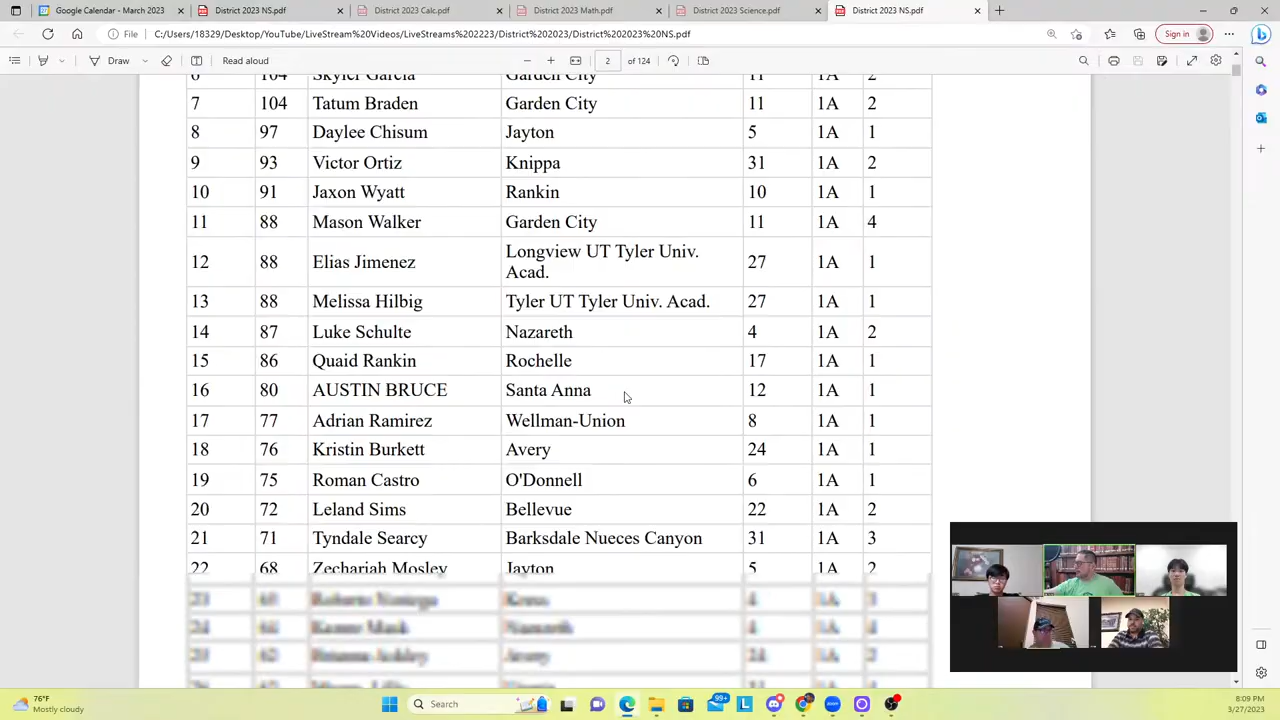 Google Calendar - March 2023
District 2023 NS.pdf
District 2023 Calc.pdf
District 2023 Math.pdf
District 2023 Science.pdf
District 2023 NS.pdf
File C:/Users/18329/Desktop/YouTube/LiveStream%20Videos/LiveStreams%202223/District%202023/District%202023%20NS.pdf
Sign in
Draw Read aloud 2 of 124
6 104 Skyler Garcia Garden City 11 1A 2
7 104 Tatum Braden Garden City 11 1A 2
8 97 Daylee Chisum Jayton 5 1A 1
9 93 Victor Ortiz Knippa 31 1A 2
10 91 Jaxon Wyatt Rankin 10 1A 1
11 88 Mason Walker Garden City 11 1A 4
12 88 Elias Jimenez Longview UT Tyler Univ. Acad. 27 1A 1
13 88 Melissa Hilbig Tyler UT Tyler Univ. Acad. 27 1A 1
14 87 Luke Schulte Nazareth 4 1A 2
15 86 Quaid Rankin Rochelle 17 1A 1
16 80 AUSTIN BRUCE Santa Anna 12 1A 1
17 77 Adrian Ramirez Wellman-Union 8 1A 1
18 76 Kristin Burkett Avery 24 1A 1
19 75 Roman Castro O'Donnell 6 1A 1
20 72 Leland Sims Bellevue 22 1A 2
21 71 Tyndale Searcy Barksdale Nueces Canyon 31 1A 3
22 68 Zechariah Mosley Jayton 5 1A 2
76°F
Mostly cloudy
Search
99+
8:09 PM
3/27/2023